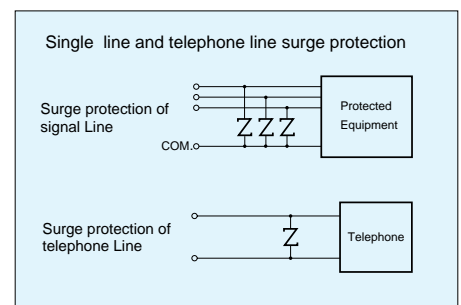 Single line and telephone line surge protection
Surge protection of
signal Line
COM.
Protected
Equipment
Surge protection of
telephone Line
Telephone